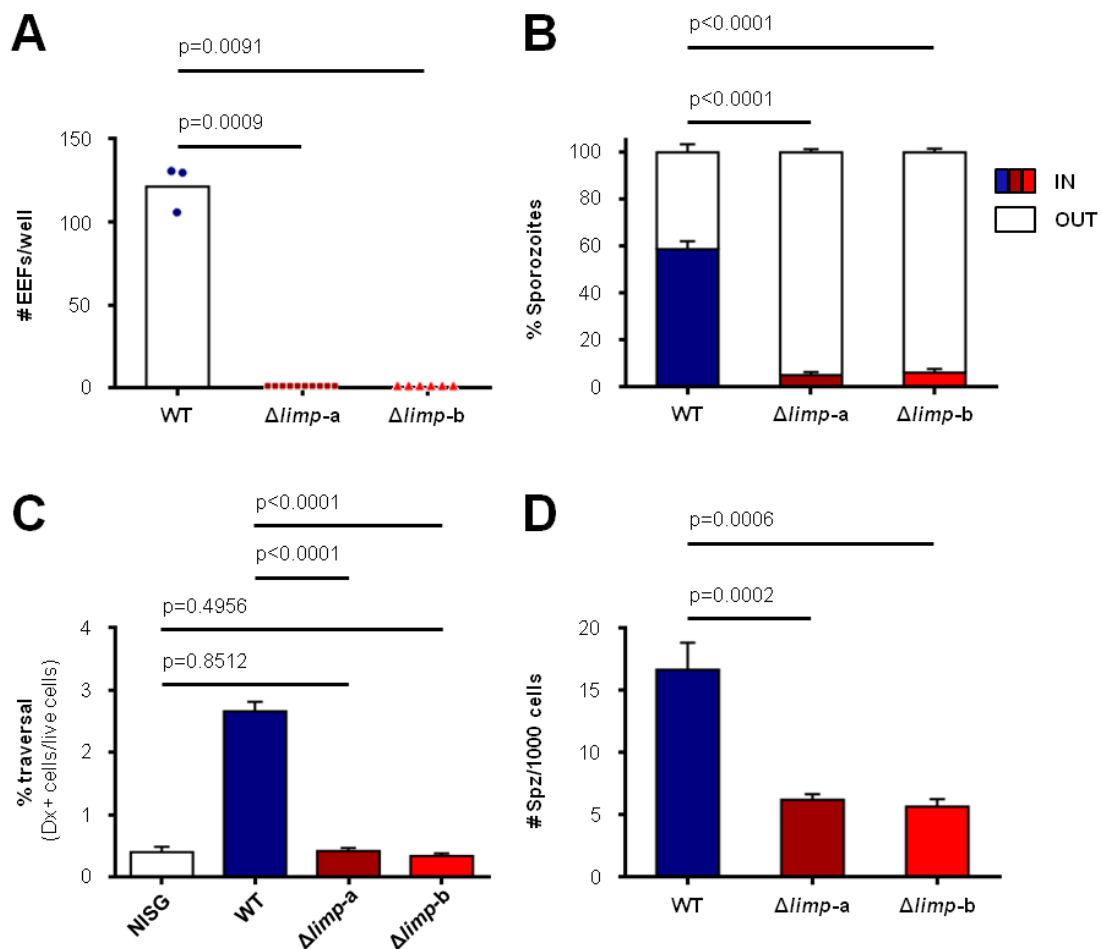 A
p=0.0091
p=0.0009
150
100
50
0
# EEFs/well
WT
Δlimp-a
Δlimp-b
B
p<0.0001
p<0.0001
100
80
60
40
20
0
% Sporozoites
IN
OUT
WT
Δlimp-a
Δlimp-b
C
p<0.0001
p<0.0001
p=0.4956
p=0.8512
4
3
2
1
0
% traversal
(Dx+ cells/live cells)
NISG
WT
Δlimp-a
Δlimp-b
D
p=0.0006
p=0.0002
20
15
10
5
0
# Spz/1000 cells
WT
Δlimp-a
Δlimp-b